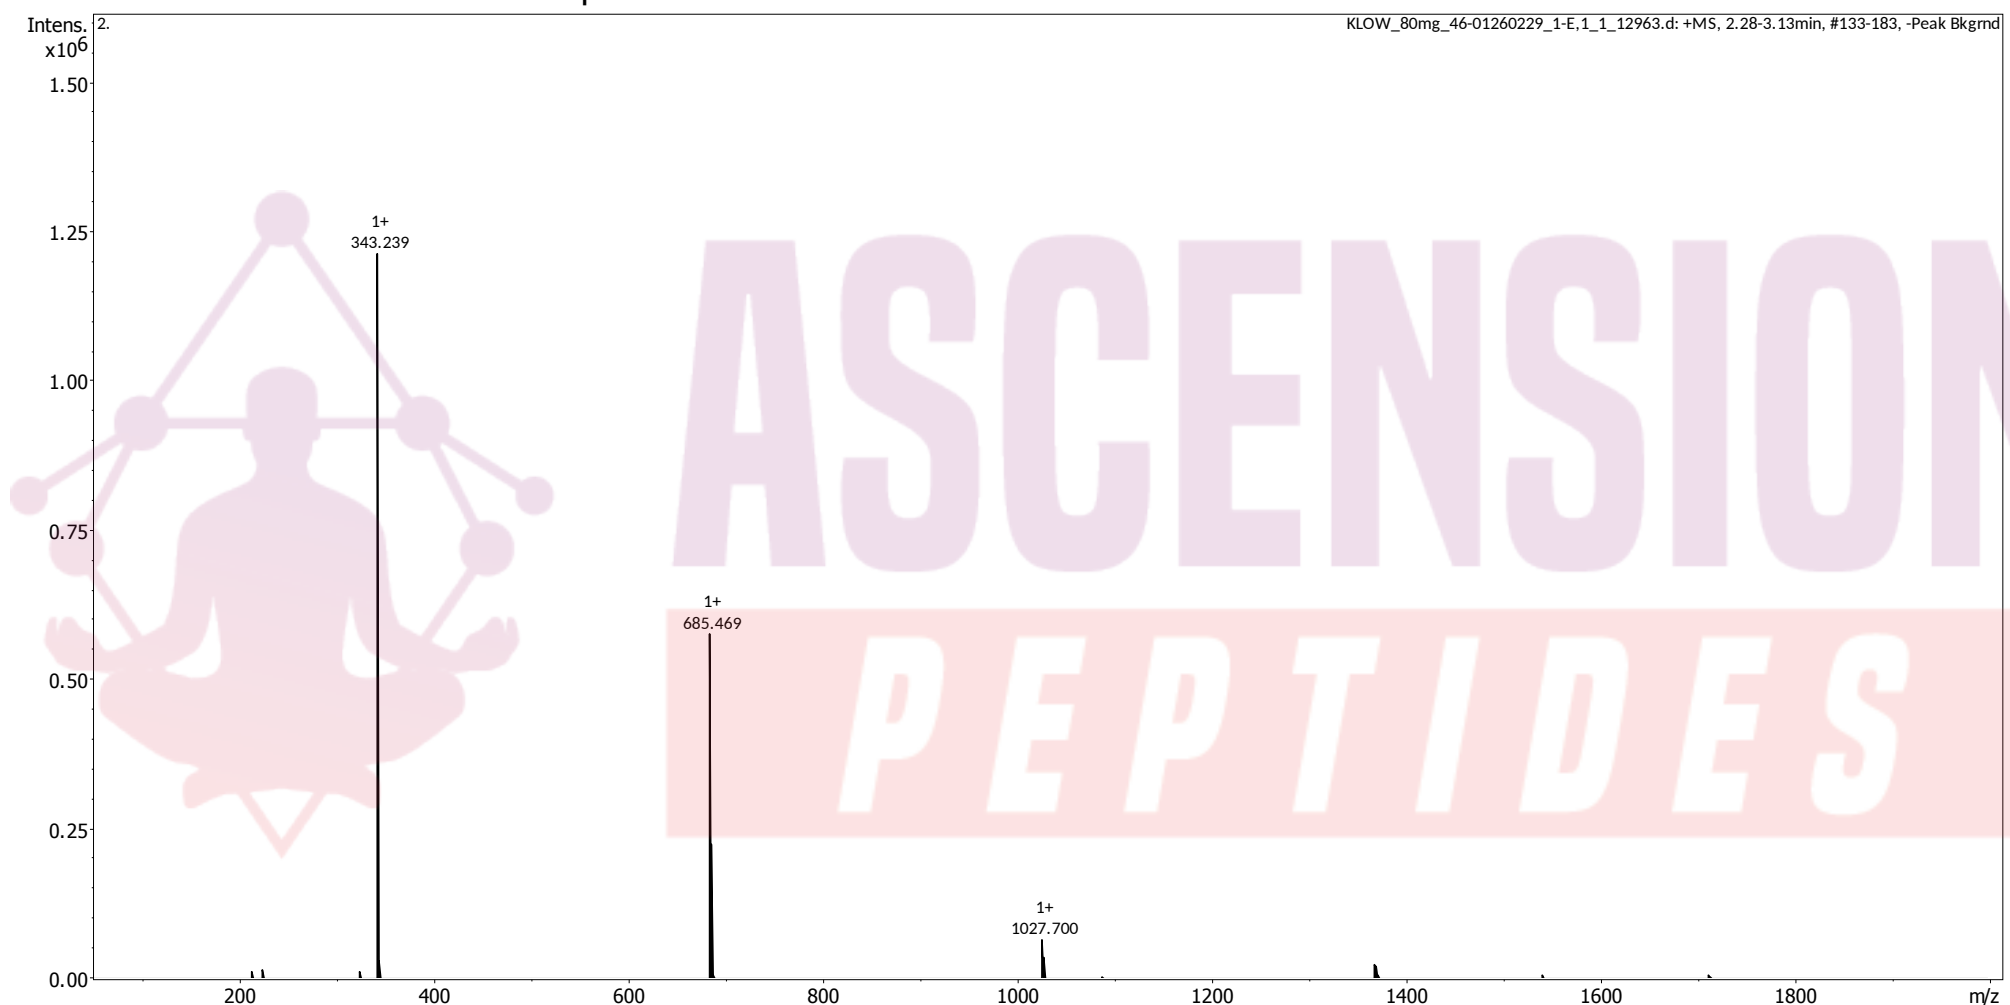 Intens.
x10⁶
2.
KLOW_80mg_46-01260229_1-E,1_1_12963.d: +MS, 2.28-3.13min, #133-183, -Peak Bkgrnd
1.50
1.25
1.00
0.75
0.50
0.25
0.00
1+
343.239
1+
685.469
1+
1027.700
ASCENSION
PEPTIDES
200 400 600 800 1000 1200 1400 1600 1800 m/z